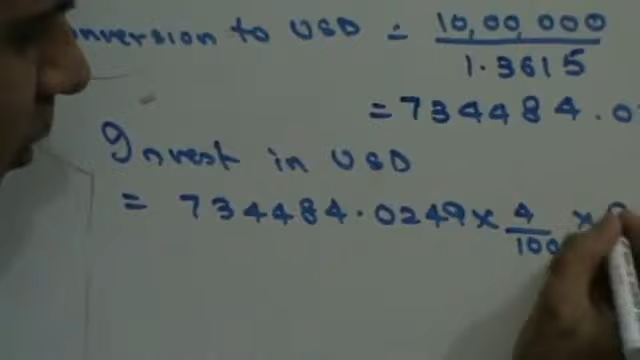 onversion to USD = 10,00,000
1.3615
= 734484.0
Invest in USD
= 734484.0249 × 4/100 ×